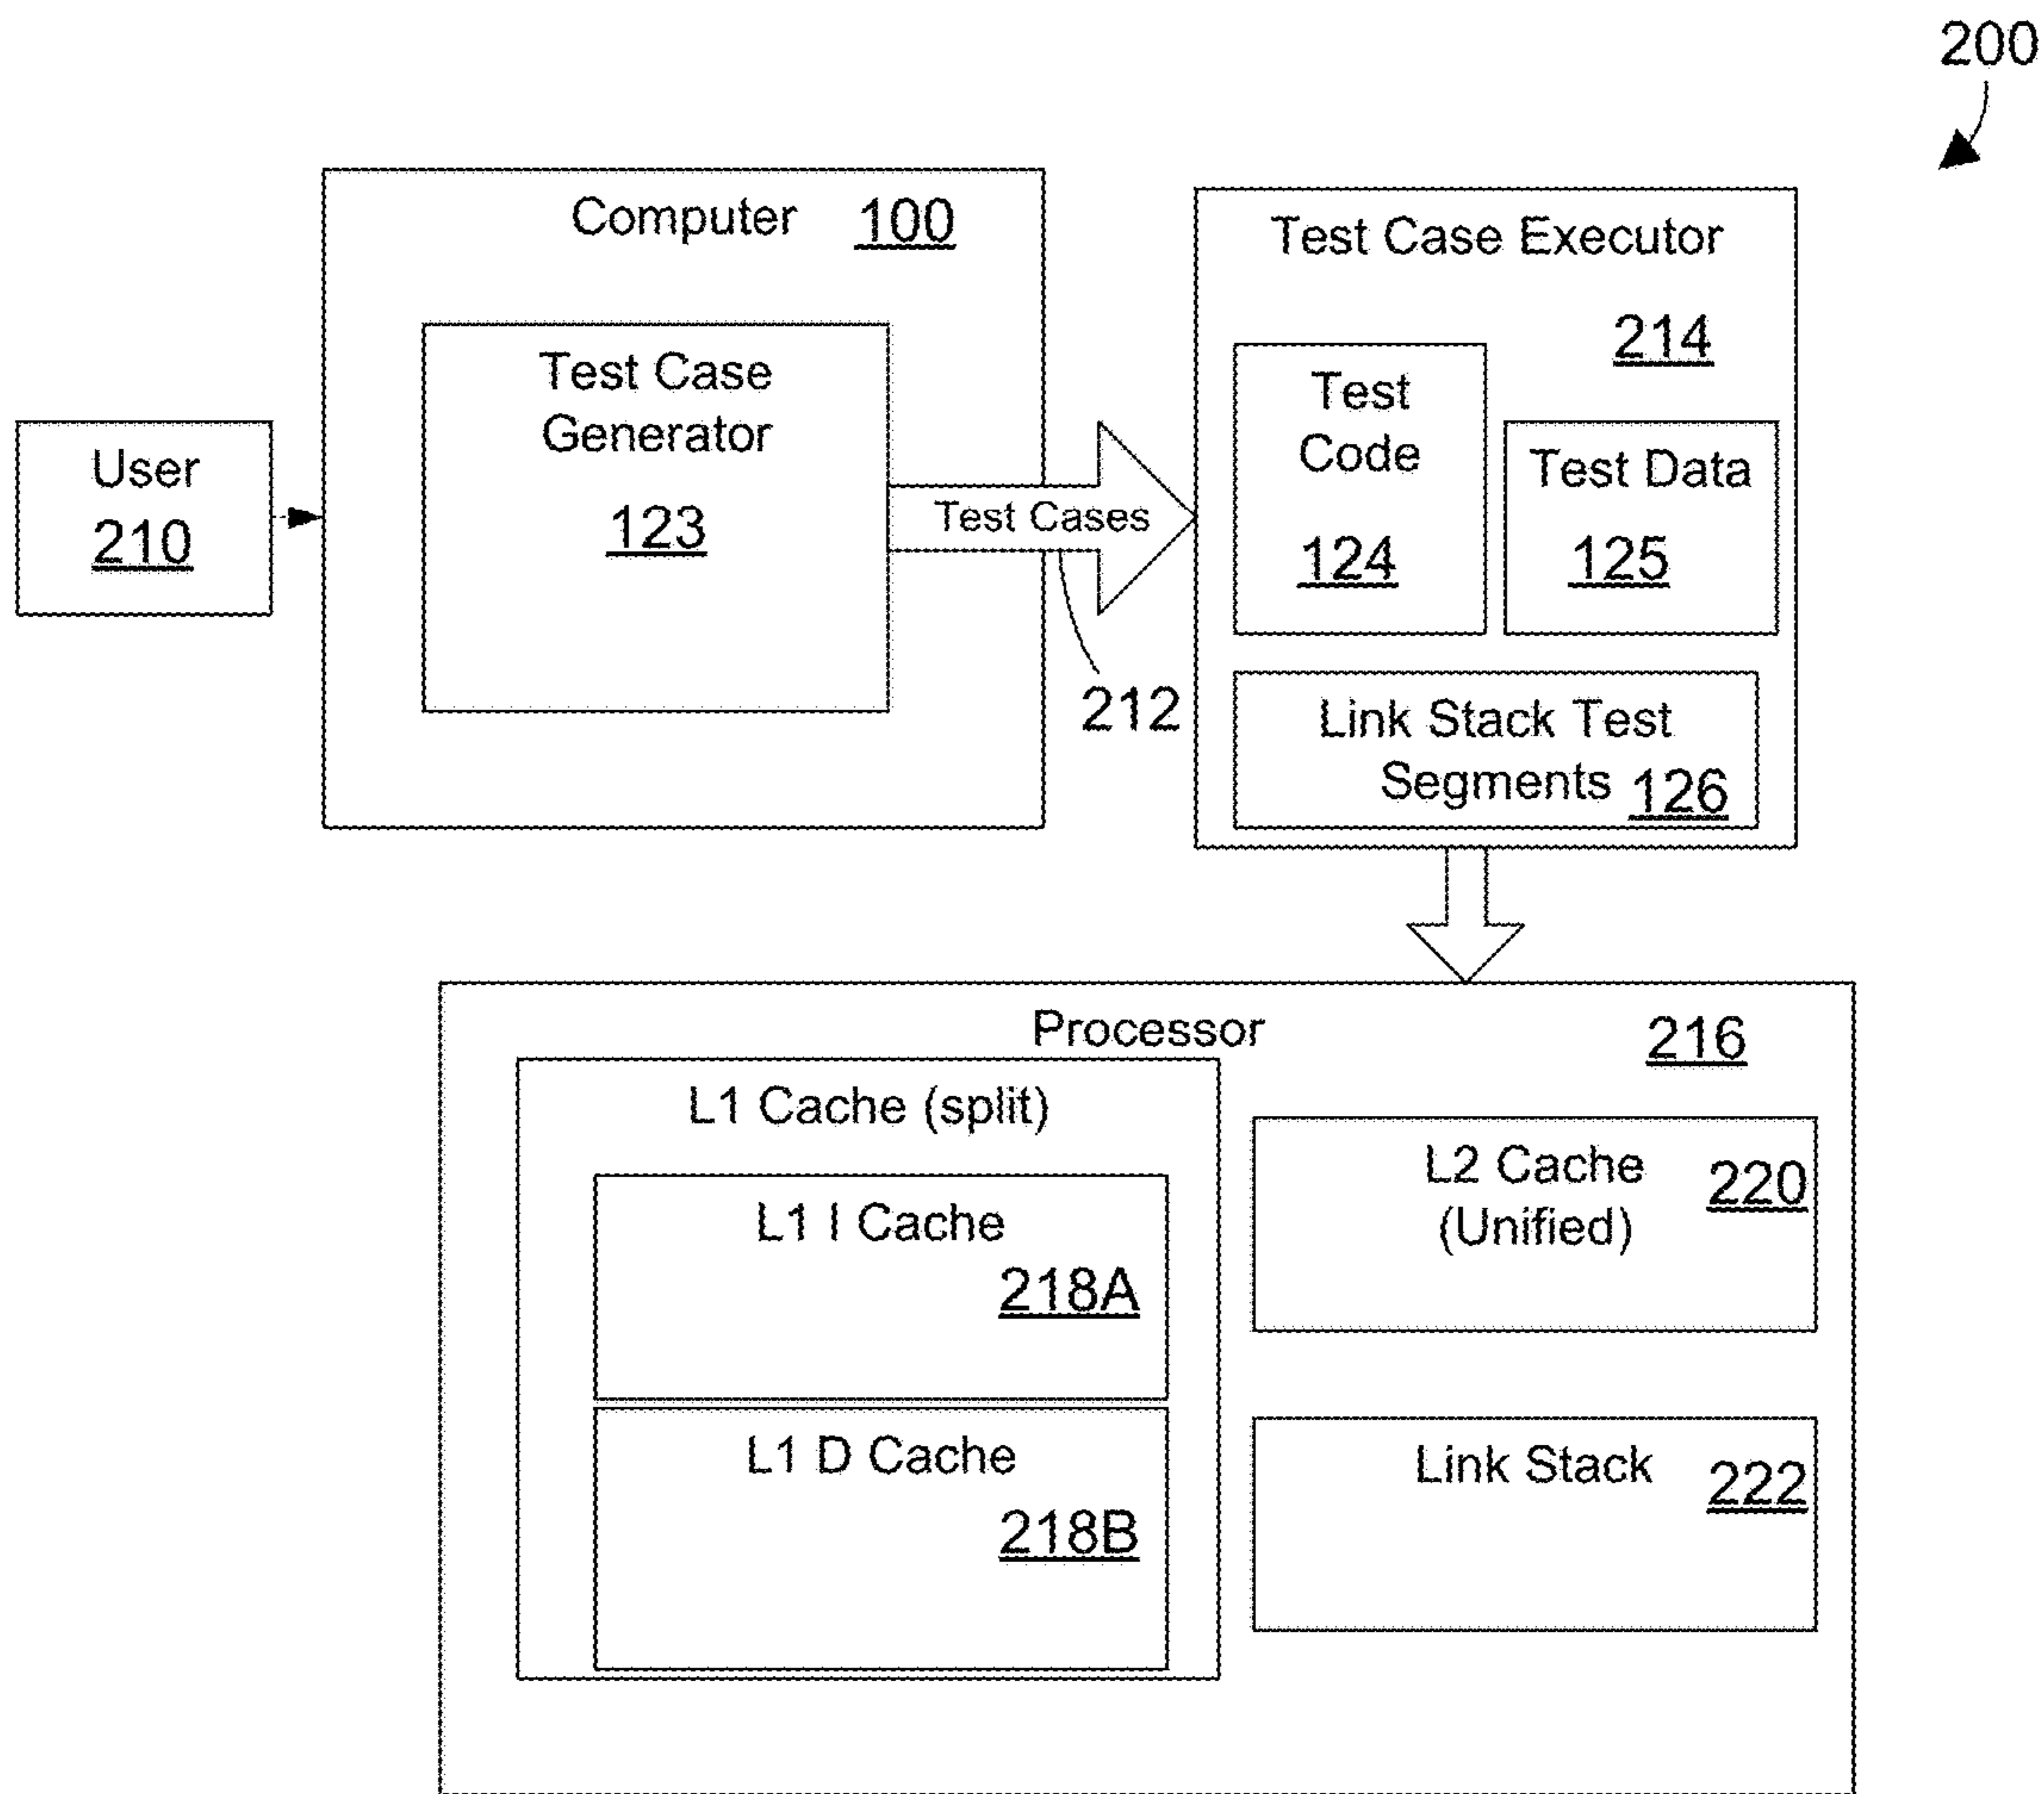 200
Computer 100
Test Case
Generator
123
User
210
Test Cases
212
Test Case Executor
214
Test
Code
124
Test Data
125
Link Stack Test
Segments 126
Processor
216
L1 Cache (split)
L1 I Cache
218A
L1 D Cache
218B
L2 Cache
(Unified)
220
Link Stack
222